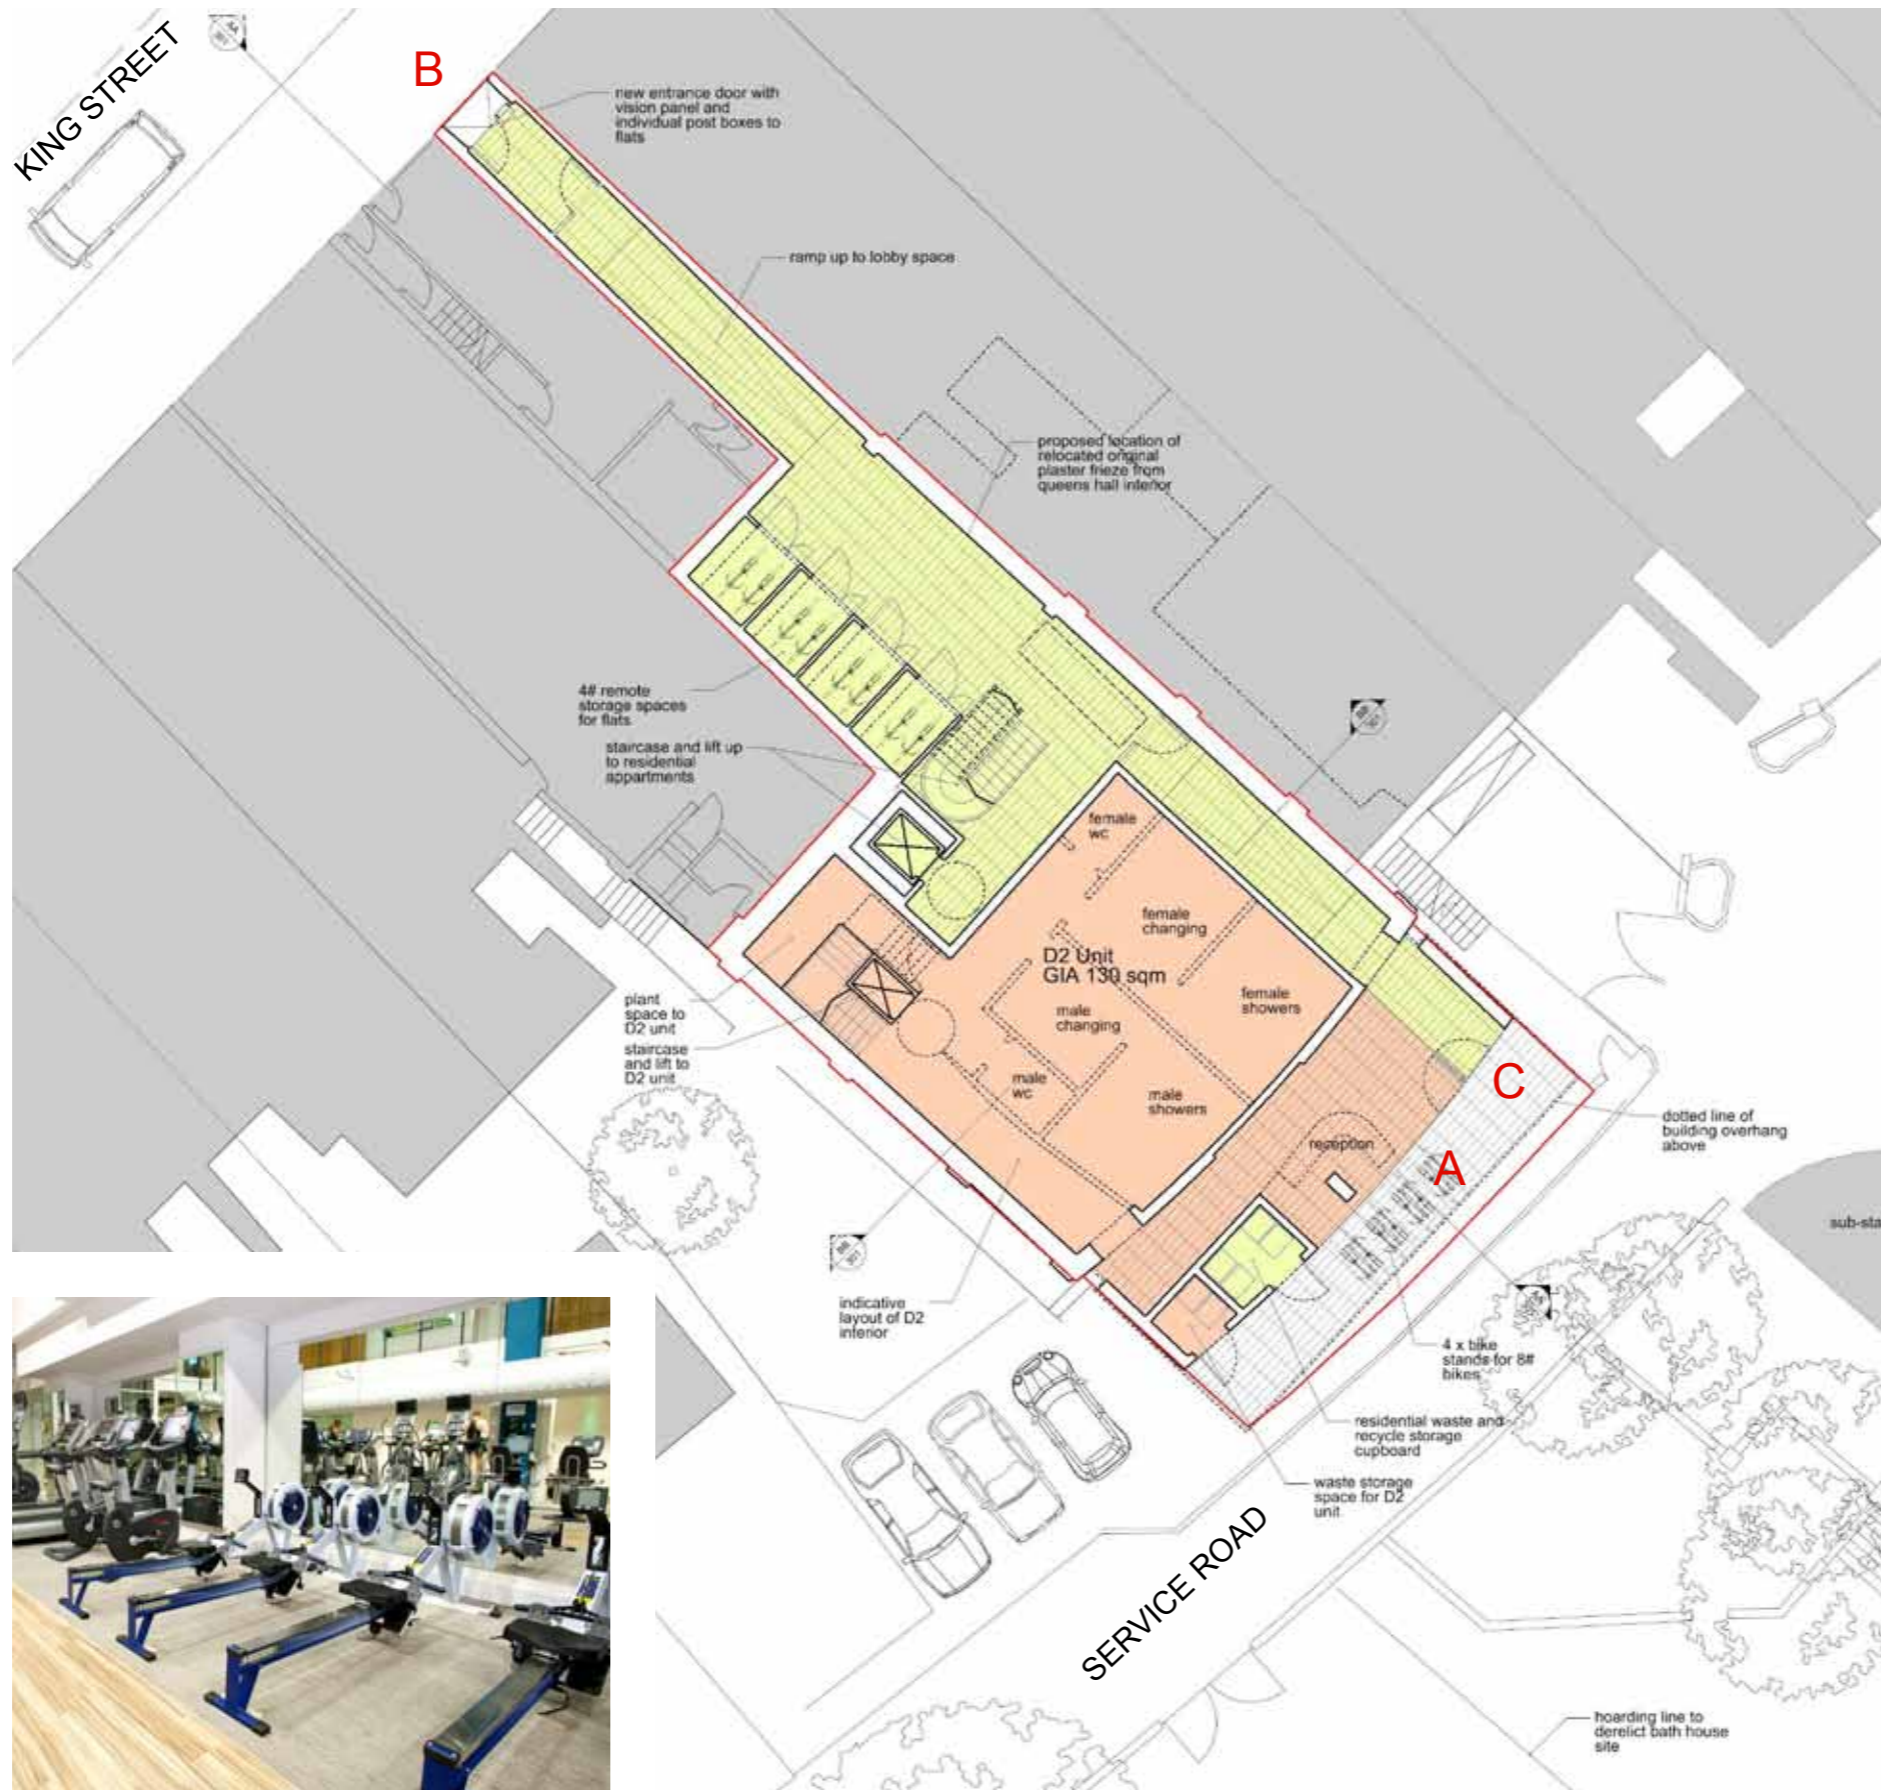 KING STREET
B
new entrance door with
vision panel and
individual post boxes to
flats
ramp up to lobby space
proposed location of
relocated original
plaster frieze from
queens hall interior
4# remote
storage spaces
for flats
staircase and lift up
to residential
appartments
female
wc
female
changing
D2 Unit
GIA 130 sqm
female
showers
male
changing
male
wc
male
showers
plant
space to
D2 unit
staircase
and lift to
D2 unit
reception
C
A
dotted line of
building overhang
above
sub-sta
indicative
layout of D2
interior
4 x bike
stands for 8#
bikes
residential waste and
recycle storage
cupboard
waste storage
space for D2
unit
SERVICE ROAD
hoarding line to
derelict bath house
site